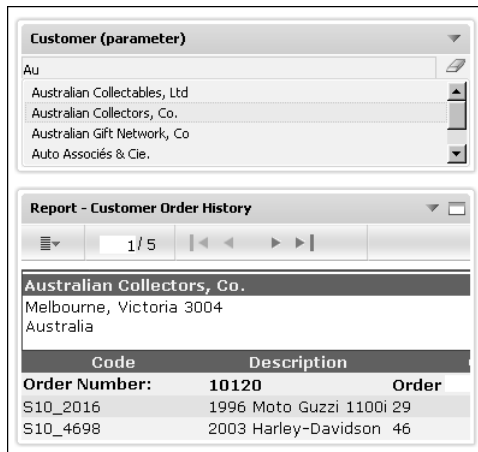 Customer (parameter)
Au
Australian Collectables, Ltd
Australian Collectors, Co.
Australian Gift Network, Co
Auto Associés & Cie.
Report - Customer Order History
1/ 5
Australian Collectors, Co.
Melbourne, Victoria 3004
Australia
Code Description
Order Number: 10120 Order
S10_2016 1996 Moto Guzzi 1100i 29
S10_4698 2003 Harley-Davidson 46